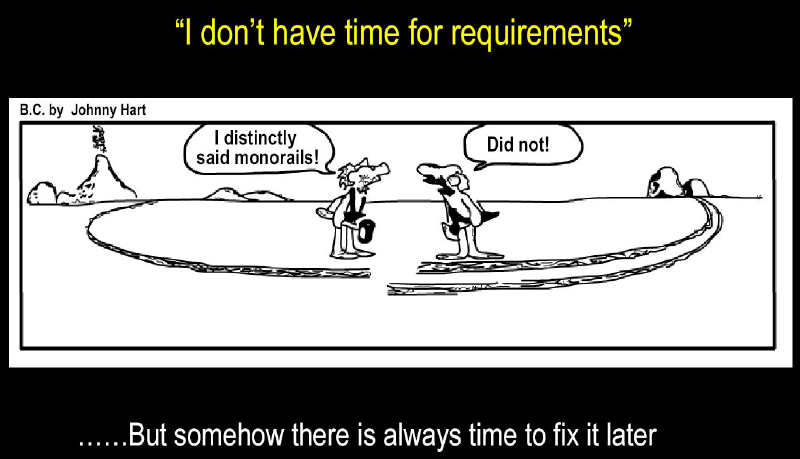 “I don’t have time for requirements”
B.C. by Johnny Hart
I distinctly
said monorails!
Did not!
......But somehow there is always time to fix it later